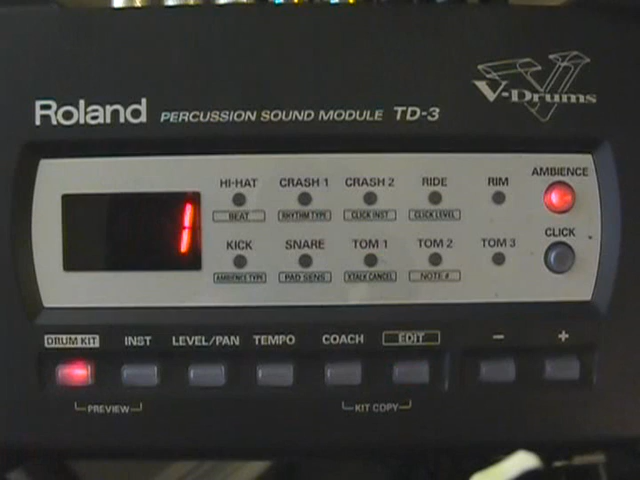 Roland PERCUSSION SOUND MODULE TD-3
V-Drums
AMBIENCE
HI-HAT CRASH 1 CRASH 2 RIDE RIM
BEAT RHYTHM TYPE CLICK INST CLICK LEVEL
1
CLICK
KICK SNARE TOM 1 TOM 2 TOM 3
AMBIENCE TYPE PAD SENS XTALK CANCEL NOTE #
DRUM KIT INST LEVEL/PAN TEMPO COACH EDIT - +
PREVIEW KIT COPY